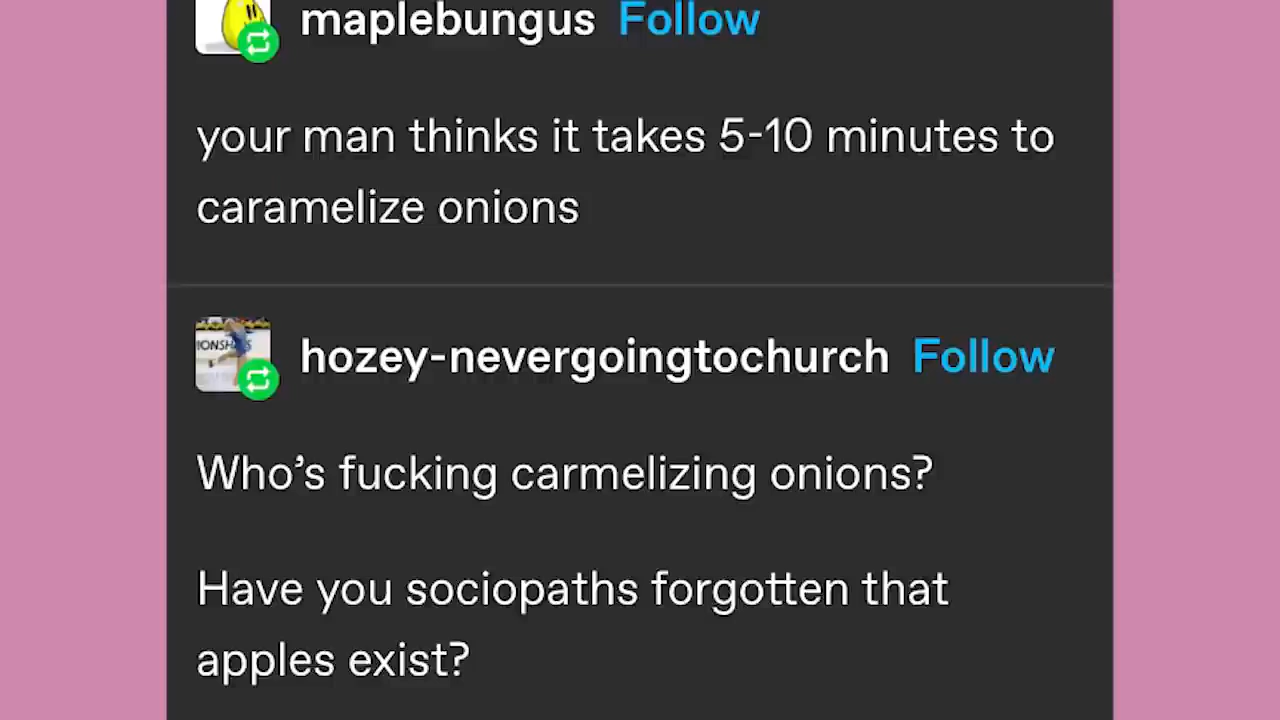 maplebungus Follow
your man thinks it takes 5-10 minutes to
caramelize onions
IONSH
hozey-nevergoingtochurch Follow
Who's fucking carmelizing onions?
Have you sociopaths forgotten that
apples exist?